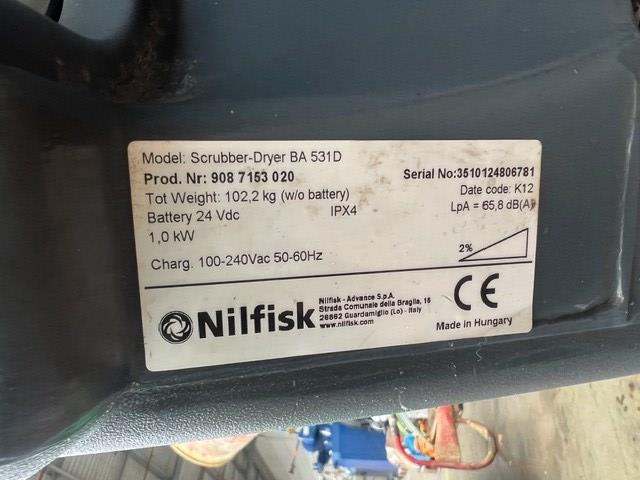 Model: Scrubber-Dryer BA 531D
Prod. Nr: 908 7153 020 Serial No:3510124806781
Tot Weight: 102,2 kg (w/o battery) Date code: K12
Battery 24 Vdc IPX4 LpA = 65,8 dB(A)
1,0 kW
2%
Charg. 100-240Vac 50-60Hz
Nilfisk
Nilfisk - Advance S.p.A.
Strada Comunale della Braglia, 18
26862 Guardamiglio (Lo) - Italy
www.nilfisk.com
CE
Made in Hungary